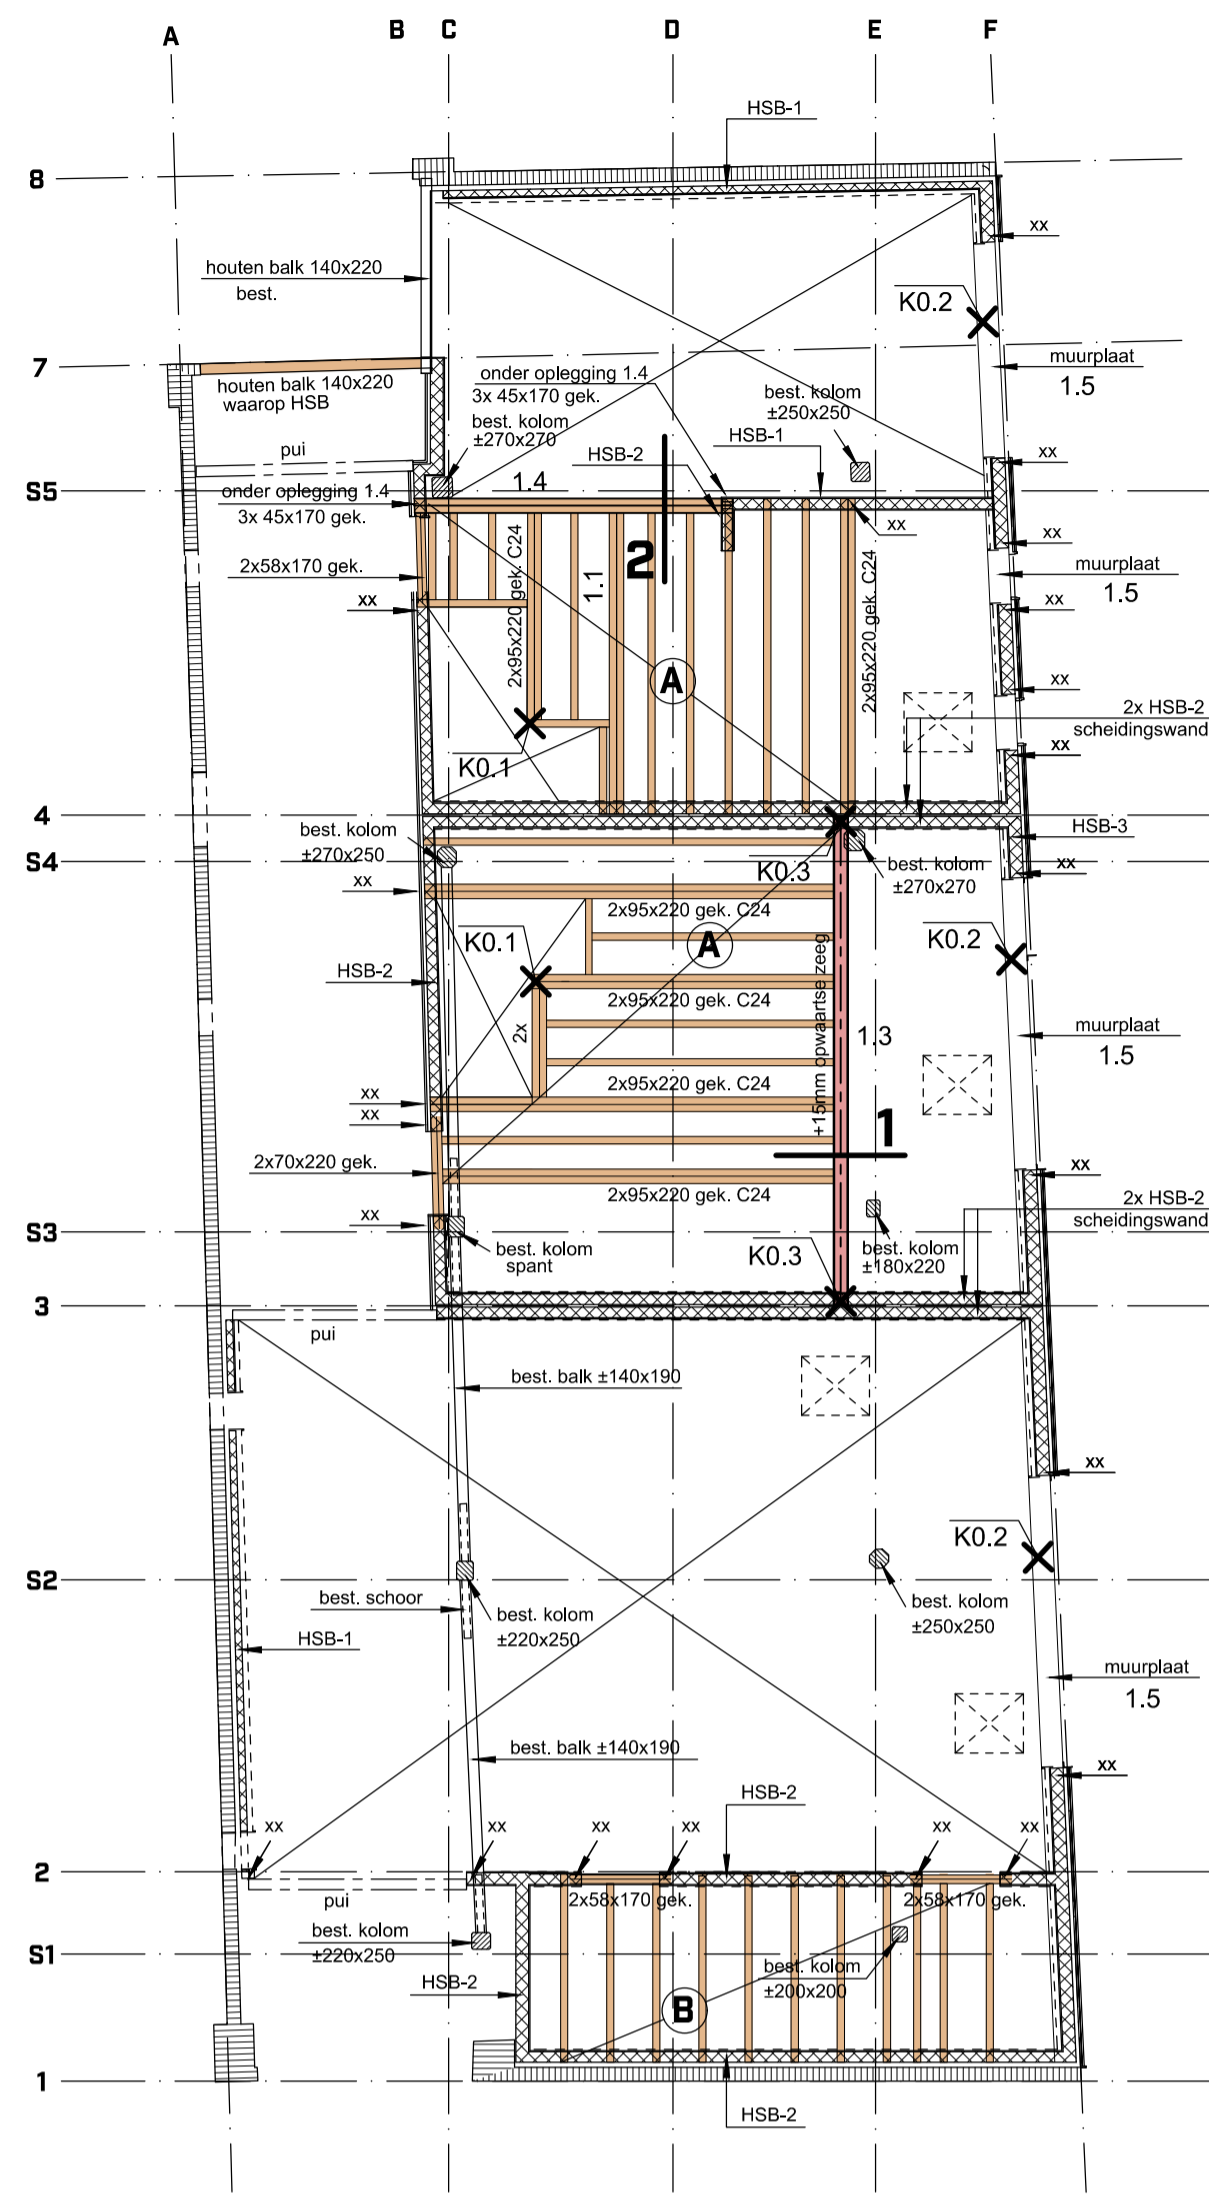 A
B
C
D
E
F
HSB-1
8
xx
houten balk 140x220
best.
K0.2
7
muurplaat
1.5
houten balk 140x220
waarop HSB
onder oplegging 1.4
3x 45x170 gek.
best. kolom
±250x250
best. kolom
±270x270
HSB-1
pui
HSB-2
xx
S5
1.4
onder oplegging 1.4
3x 45x170 gek.
xx
xx
2
muurplaat
1.5
2x58x170 gek.
1.1
2x95x220 gek. C24
2x95x220 gek. C24
xx
xx
A
xx
2x HSB-2
scheidingswand
K0.1
xx
4
best. kolom
±270x250
HSB-3
S4
K0.3
best. kolom
±270x270
xx
xx
2x95x220 gek. C24
K0.1
A
K0.2
HSB-2
2x95x220 gek. C24
+15mm opwaartse zeeg
2x
1.3
muurplaat
1.5
2x95x220 gek. C24
xx
xx
1
2x70x220 gek.
xx
2x95x220 gek. C24
xx
2x HSB-2
scheidingswand
S3
best. kolom
spant
K0.3
best. kolom
±180x220
3
pui
best. balk ±140x190
xx
K0.2
S2
best. schoor
best. kolom
±220x250
best. kolom
±250x250
HSB-1
muurplaat
1.5
best. balk ±140x190
xx
HSB-2
xx
xx
xx
xx
xx
xx
2
pui
2x58x170 gek.
2x58x170 gek.
best. kolom
±220x250
S1
best. kolom
±200x200
HSB-2
B
1
HSB-2